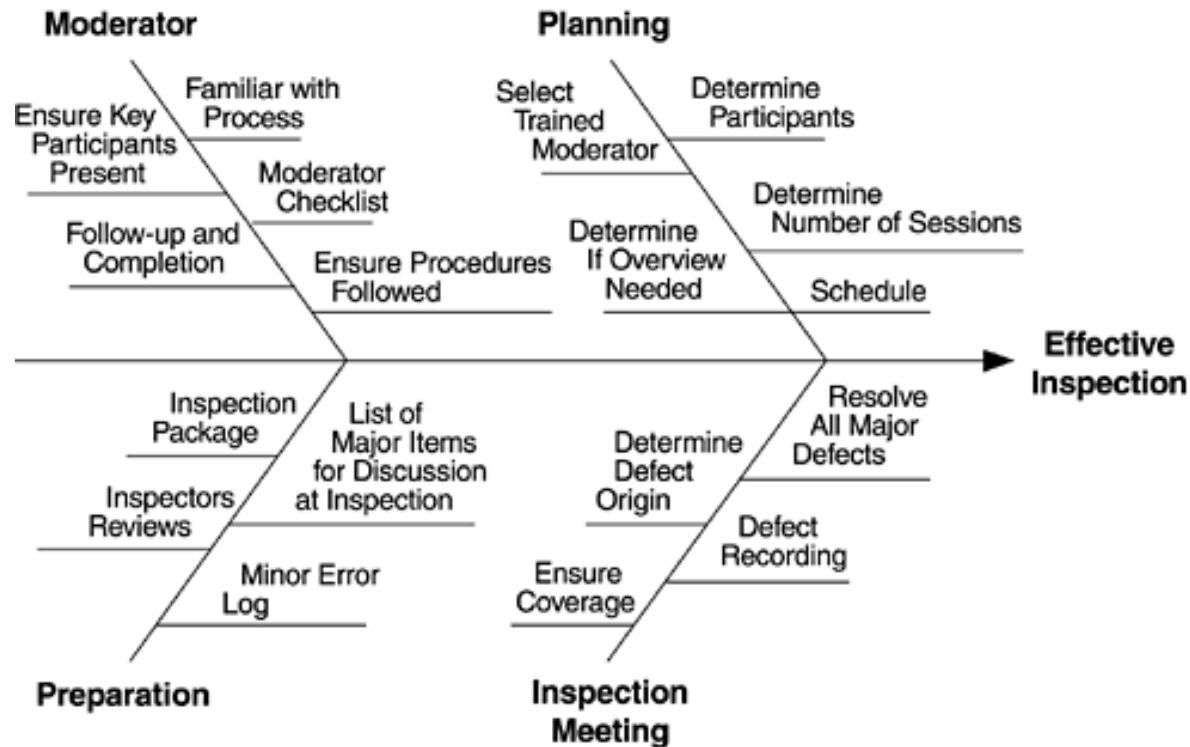 Moderator
Planning
Familiar with
Process
Ensure Key
Participants
Present
Moderator
Checklist
Follow-up and
Completion
Ensure Procedures
Followed
Select
Trained
Moderator
Determine
Participants
Determine
Number of Sessions
Determine
If Overview
Needed
Schedule
Effective
Inspection
Inspection
Package
List of
Major Items
for Discussion
at Inspection
Inspectors
Reviews
Minor Error
Log
Resolve
All Major
Defects
Determine
Defect
Origin
Defect
Recording
Ensure
Coverage
Preparation
Inspection
Meeting